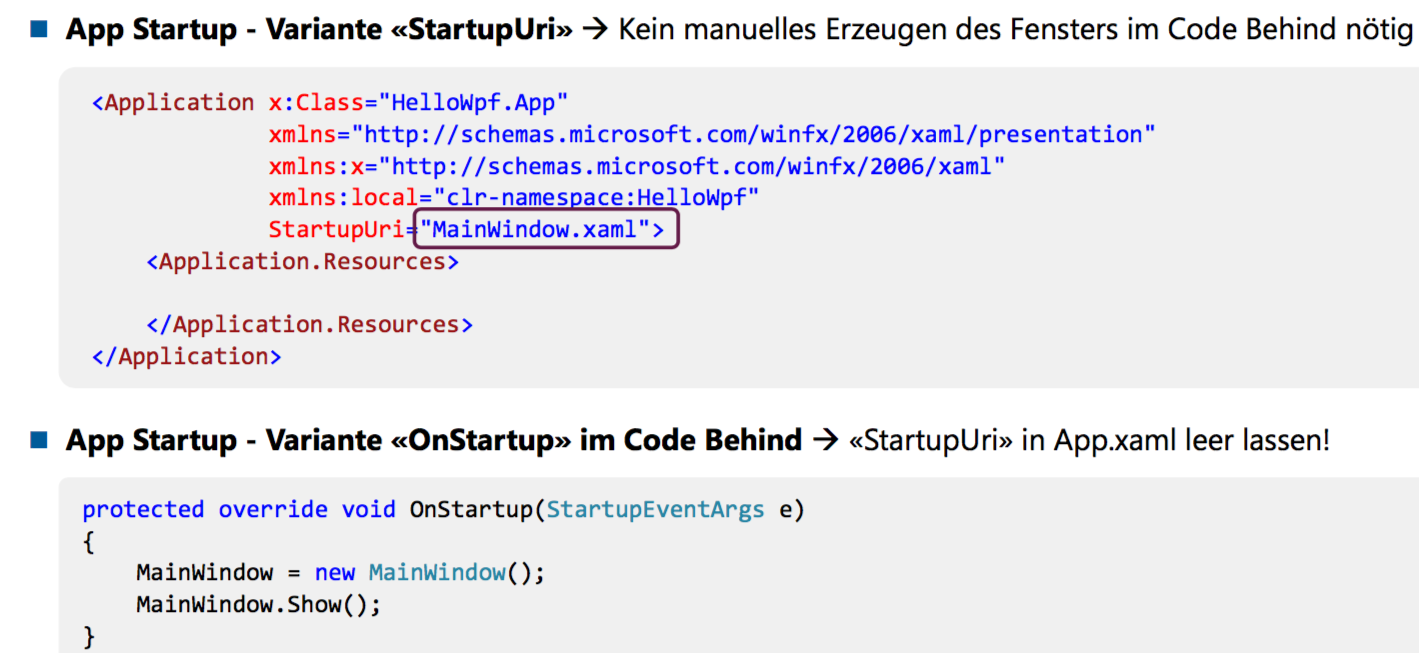 ■ App Startup - Variante «StartupUri» → Kein manuelles Erzeugen des Fensters im Code Behind nötig
<Application x:Class="HelloWpf.App"
xmlns="http://schemas.microsoft.com/winfx/2006/xaml/presentation"
xmlns:x="http://schemas.microsoft.com/winfx/2006/xaml"
xmlns:local="clr-namespace:HelloWpf"
StartupUri="MainWindow.xaml">
<Application.Resources>
</Application.Resources>
</Application>
■ App Startup - Variante «OnStartup» im Code Behind → «StartupUri» in App.xaml leer lassen!
protected override void OnStartup(StartupEventArgs e)
{
MainWindow = new MainWindow();
MainWindow.Show();
}